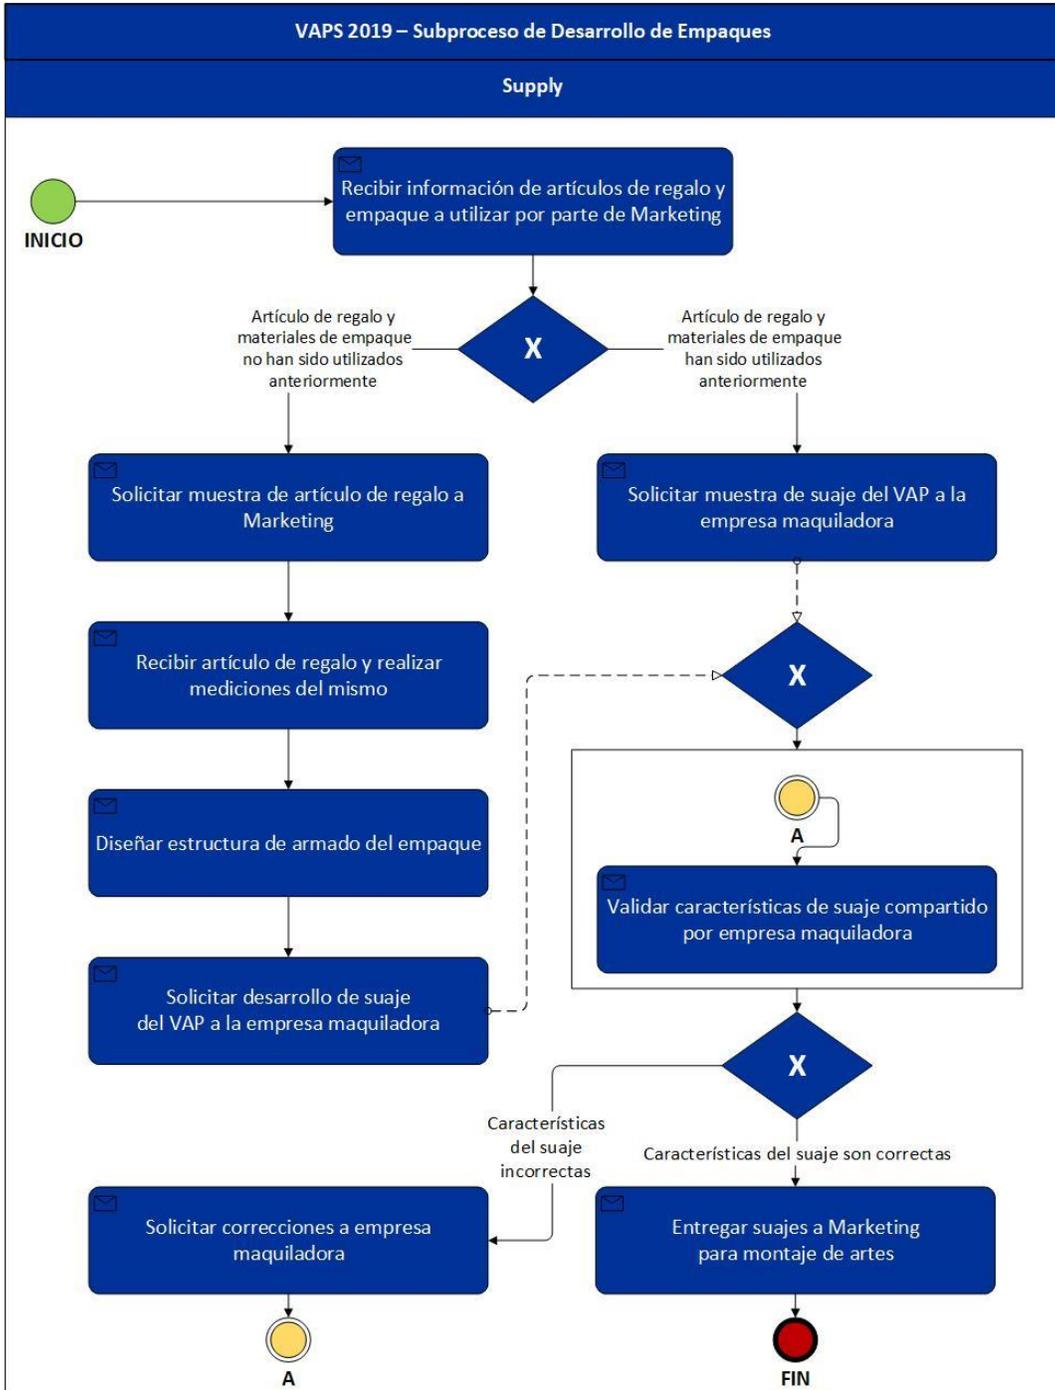 VAPS 2019 – Subproceso de Desarrollo de Empaques
Supply
Recibir información de artículos de regalo y
empaque a utilizar por parte de Marketing
INICIO
Artículo de regalo y
materiales de empaque
no han sido utilizados
anteriormente
X
Artículo de regalo y
materiales de empaque
han sido utilizados
anteriormente
Solicitar muestra de artículo de regalo a
Marketing
Solicitar muestra de suaje del VAP a la
empresa maquiladora
Recibir artículo de regalo y realizar
mediciones del mismo
X
Diseñar estructura de armado del empaque
A
Validar características de suaje compartido
por empresa maquiladora
Solicitar desarrollo de suaje
del VAP a la empresa maquiladora
X
Características
del suaje
incorrectas
Características del suaje son correctas
Solicitar correcciones a empresa
maquiladora
Entregar suajes a Marketing
para montaje de artes
A
FIN